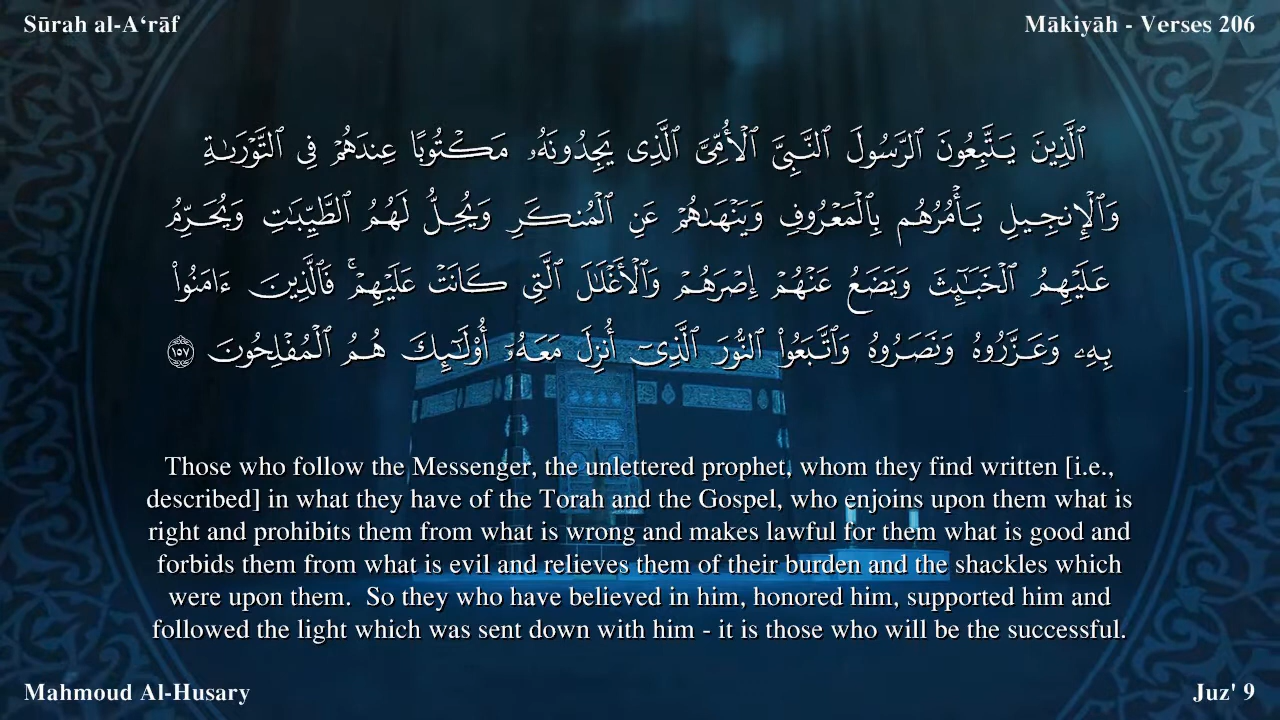 Sūrah al-A‘rāf
Mākiyāh - Verses 206
ٱلَّذِينَ يَتَّبِعُونَ ٱلرَّسُولَ ٱلنَّبِىَّ ٱلْأُمِّىَّ ٱلَّذِى يَجِدُونَهُۥ مَكْتُوبًا عِندَهُمْ فِى ٱلتَّوْرَىٰةِ
وَٱلْإِنجِيلِ يَأْمُرُهُم بِٱلْمَعْرُوفِ وَيَنْهَىٰهُمْ عَنِ ٱلْمُنكَرِ وَيُحِلُّ لَهُمُ ٱلطَّيِّبَـٰتِ وَيُحَرِّمُ
عَلَيْهِمُ ٱلْخَبَـٰٓئِثَ وَيَضَعُ عَنْهُمْ إِصْرَهُمْ وَٱلْأَغْلَـٰلَ ٱلَّتِى كَانَتْ عَلَيْهِمْ ۚ فَٱلَّذِينَ ءَامَنُوا۟
بِهِۦ وَعَزَّرُوهُ وَنَصَرُوهُ وَٱتَّبَعُوا۟ ٱلنُّورَ ٱلَّذِىٓ أُنزِلَ مَعَهُۥٓ أُو۟لَـٰٓئِكَ هُمُ ٱلْمُفْلِحُونَ ١٥٧
Those who follow the Messenger, the unlettered prophet, whom they find written [i.e.,
described] in what they have of the Torah and the Gospel, who enjoins upon them what is
right and prohibits them from what is wrong and makes lawful for them what is good and
forbids them from what is evil and relieves them of their burden and the shackles which
were upon them.  So they who have believed in him, honored him, supported him and
followed the light which was sent down with him - it is those who will be the successful.
Mahmoud Al-Husary
Juz' 9